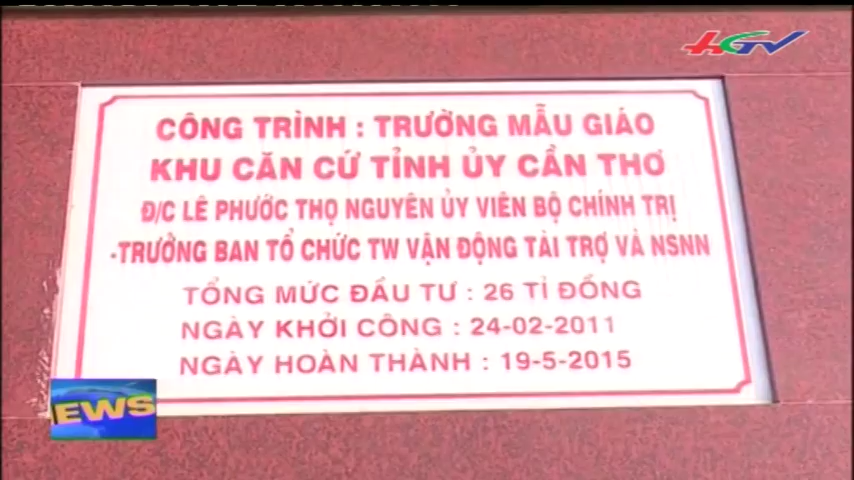 HGTV
CÔNG TRÌNH : TRƯỜNG MẪU GIÁO
KHU CĂN CỨ TỈNH ỦY CẦN THƠ
Đ/C LÊ PHƯỚC THỌ NGUYÊN ỦY VIÊN BỘ CHÍNH TRỊ
-TRƯỞNG BAN TỔ CHỨC TW VẬN ĐỘNG TÀI TRỢ VÀ NSNN
TỔNG MỨC ĐẦU TƯ : 26 TỈ ĐỒNG
NGÀY KHỞI CÔNG : 24-02-2011
NGÀY HOÀN THÀNH : 19-5-2015
EWS